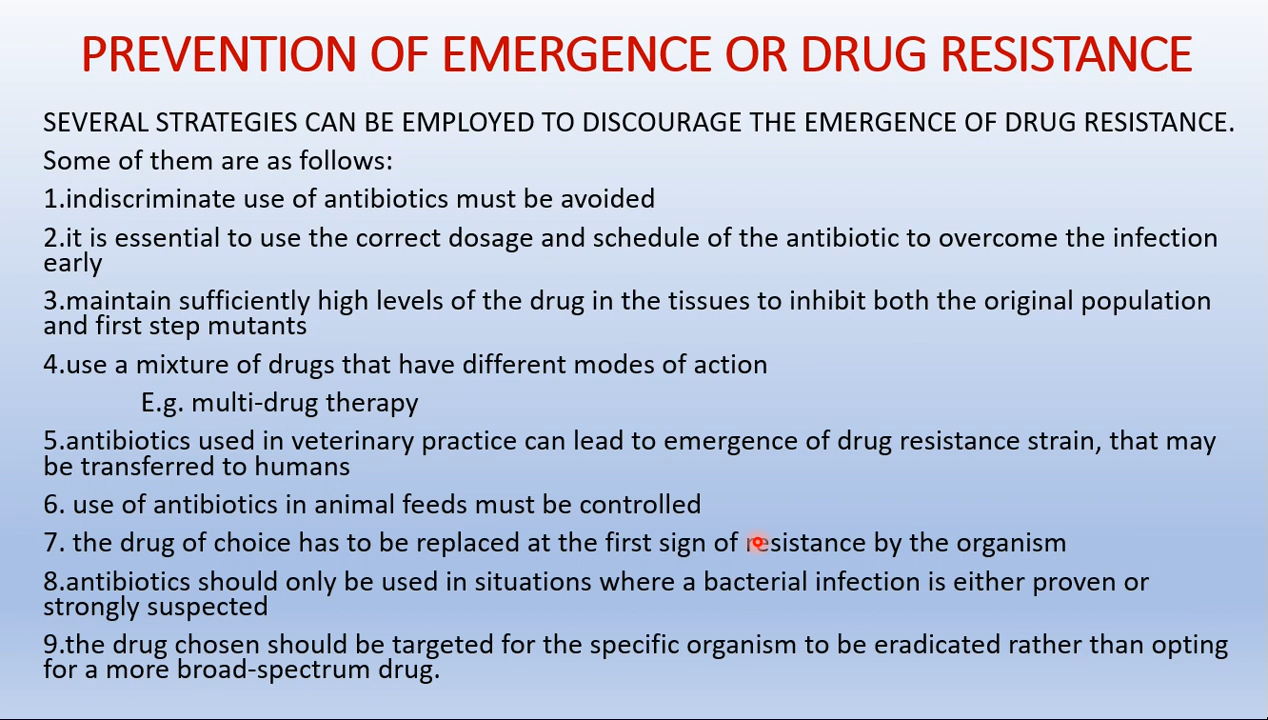 PREVENTION OF EMERGENCE OR DRUG RESISTANCE
SEVERAL STRATEGIES CAN BE EMPLOYED TO DISCOURAGE THE EMERGENCE OF DRUG RESISTANCE.
Some of them are as follows:
1.indiscriminate use of antibiotics must be avoided
2.it is essential to use the correct dosage and schedule of the antibiotic to overcome the infection
early
3.maintain sufficiently high levels of the drug in the tissues to inhibit both the original population
and first step mutants
4.use a mixture of drugs that have different modes of action
E.g. multi-drug therapy
5.antibiotics used in veterinary practice can lead to emergence of drug resistance strain, that may
be transferred to humans
6. use of antibiotics in animal feeds must be controlled
7. the drug of choice has to be replaced at the first sign of resistance by the organism
8.antibiotics should only be used in situations where a bacterial infection is either proven or
strongly suspected
9.the drug chosen should be targeted for the specific organism to be eradicated rather than opting
for a more broad-spectrum drug.